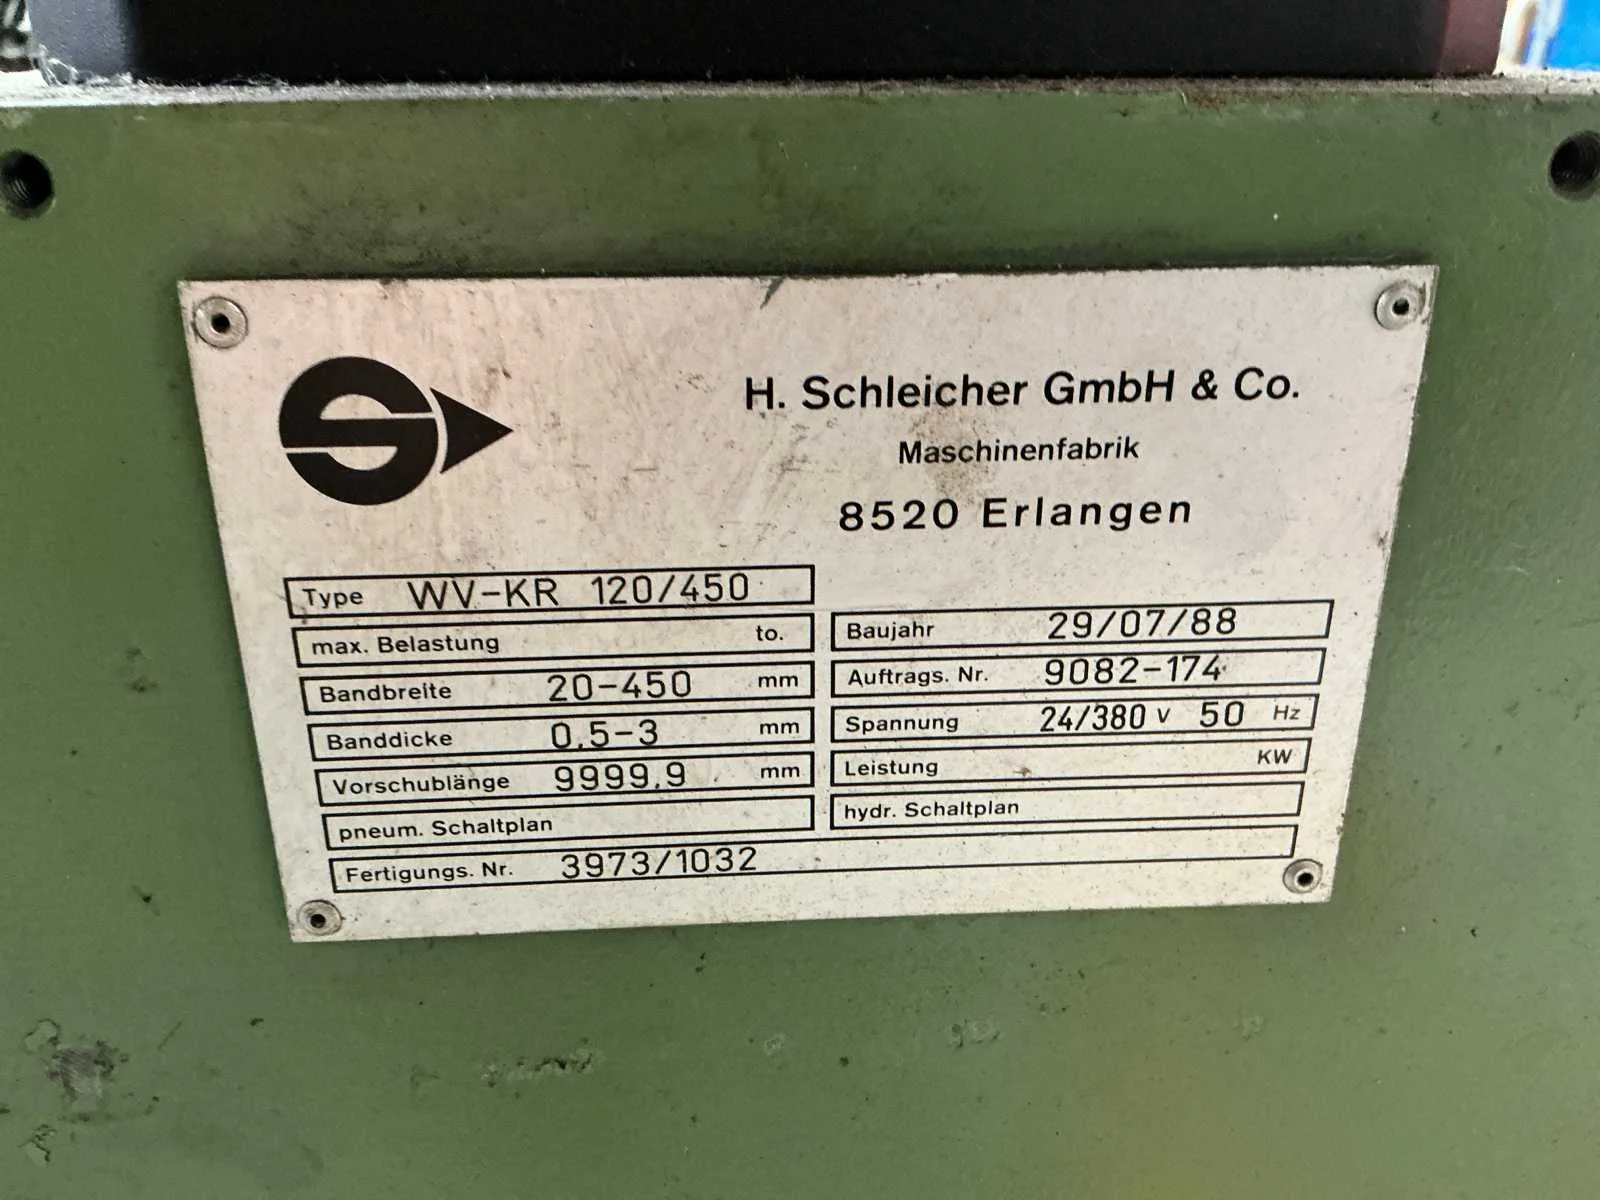 H. Schleicher GmbH & Co.
Maschinenfabrik
8520 Erlangen
Type WV-KR 120/450
max. Belastung to.
Bandbreite 20-450 mm
Banddicke 0.5-3 mm
Vorschublänge 9999.9 mm
pneum. Schaltplan
Baujahr 29/07/88
Auftrags. Nr. 9082-174
Spannung 24/380 V 50 Hz
Leistung KW
hydr. Schaltplan
Fertigungs. Nr. 3973/1032